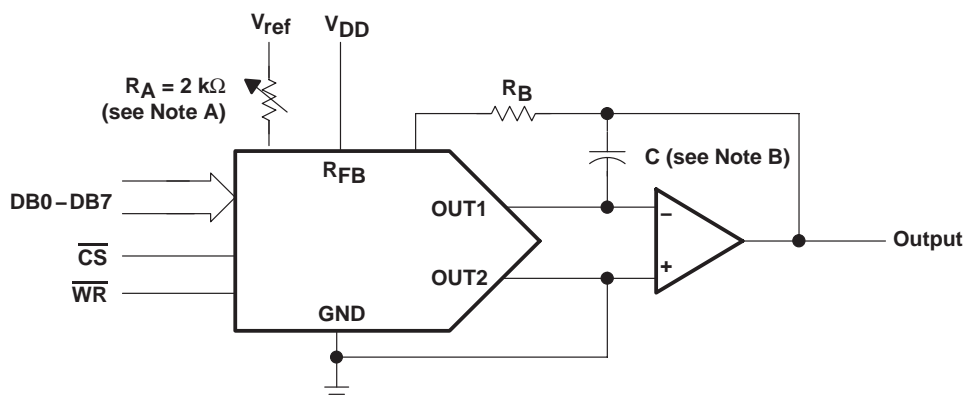 Vref
VDD
RA = 2 kΩ
(see Note A)
RB
RFB
C (see Note B)
DB0–DB7
OUT1
–
Output
CS
+
OUT2
WR
GND